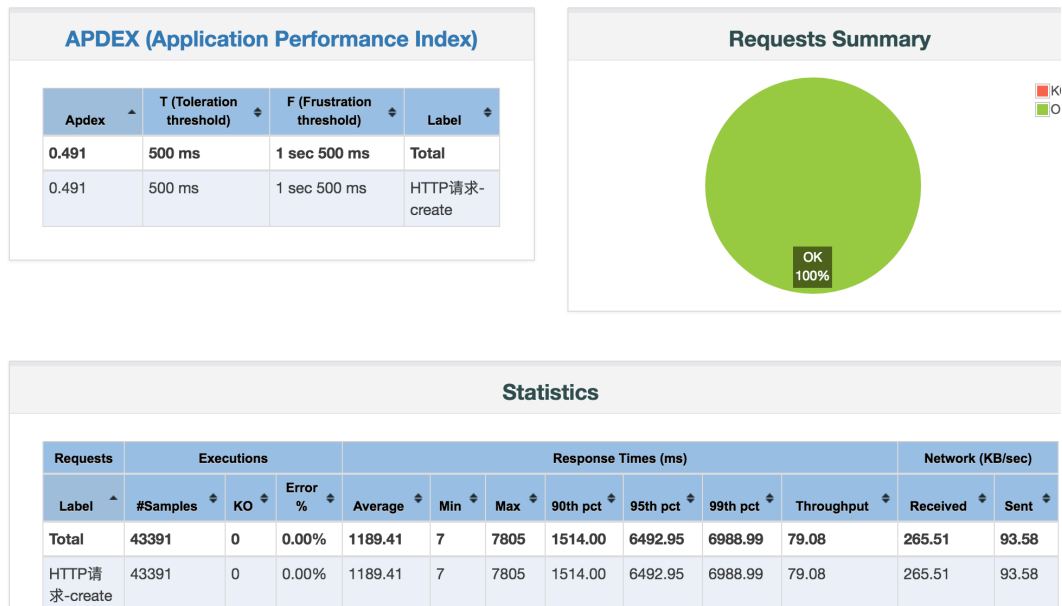 APDEX (Application Performance Index)
Apdex T (Toleration threshold) F (Frustration threshold) Label
0.491 500 ms 1 sec 500 ms Total
0.491 500 ms 1 sec 500 ms HTTP请求-
create
Requests Summary
OK
100%
Statistics
Requests Executions Response Times (ms) Network (KB/sec)
Label #Samples KO Error % Average Min Max 90th pct 95th pct 99th pct Throughput Received Sent
Total 43391 0 0.00% 1189.41 7 7805 1514.00 6492.95 6988.99 79.08 265.51 93.58
HTTP请 43391 0 0.00% 1189.41 7 7805 1514.00 6492.95 6988.99 79.08 265.51 93.58
求-create